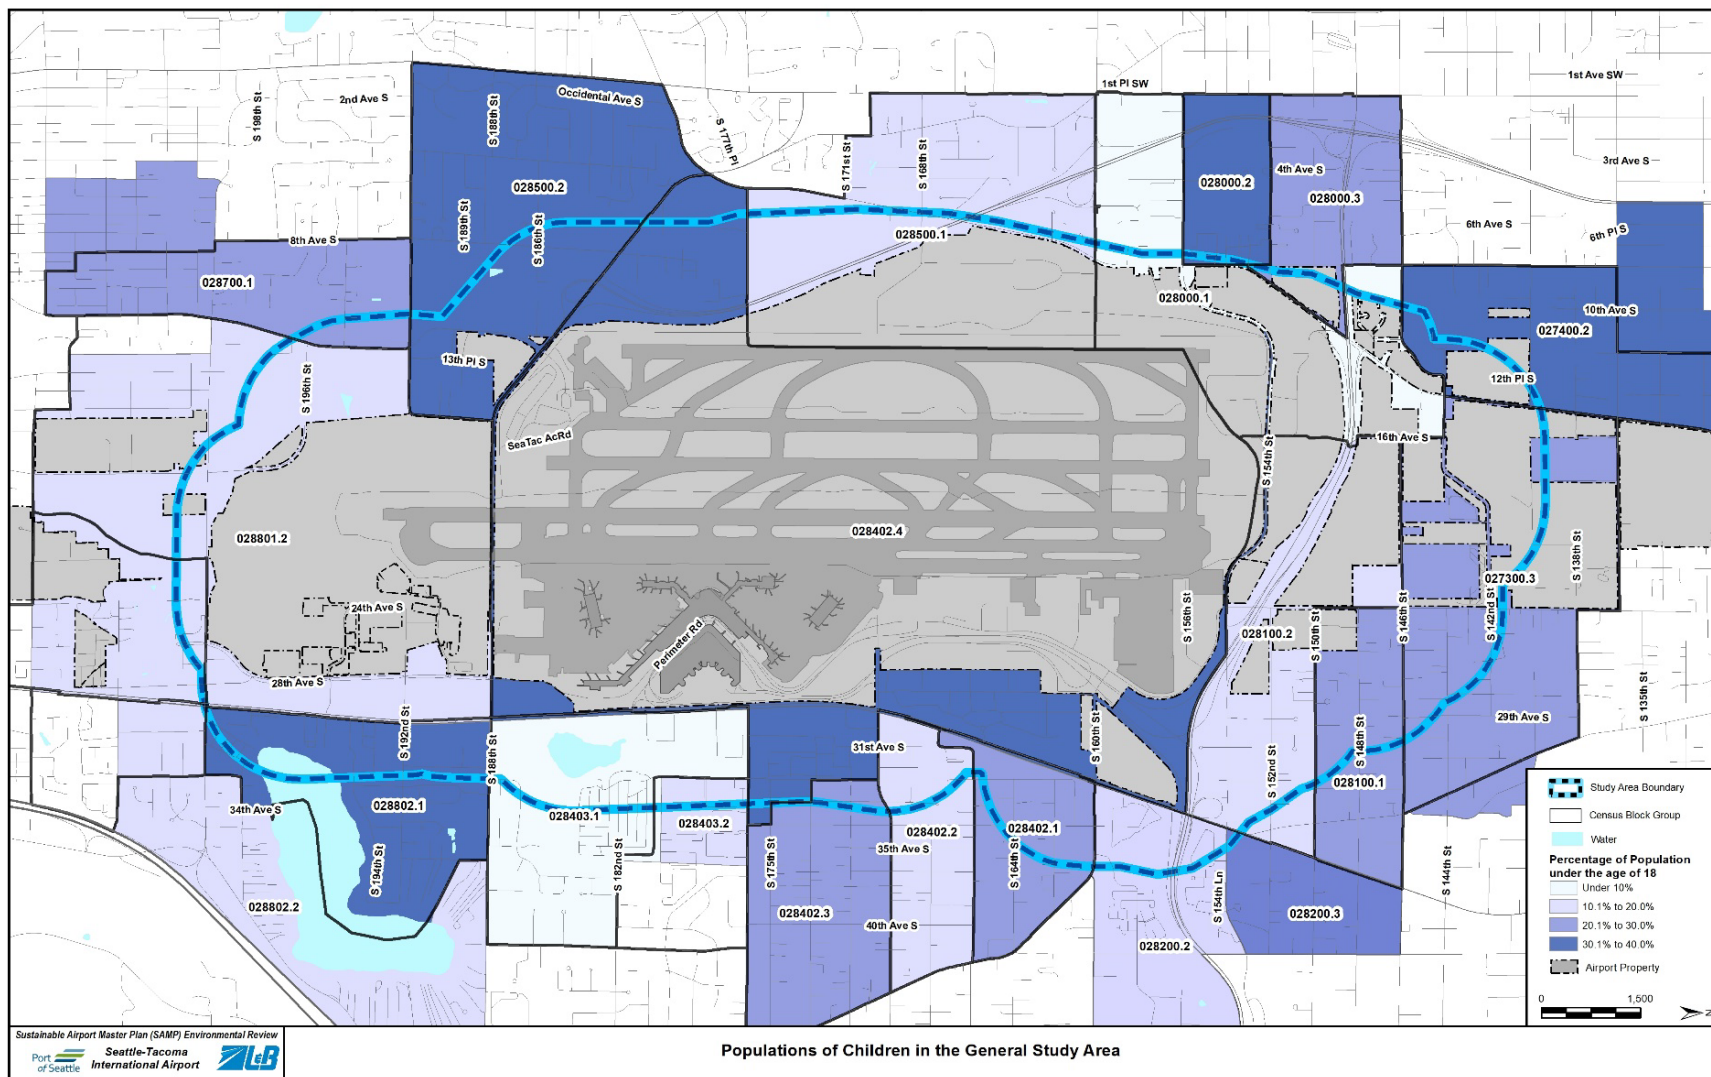 1st Pl SW
1st Ave SW
2nd Ave S
Occidental Ave S
S 198th St
S 188th St
S 177th Pl
S 171st St
S 168th St
3rd Ave S
4th Ave S
028500.2
028000.2
028000.3
S 189th St
S 186th St
6th Ave S
6th Pl S
8th Ave S
028500.1
028700.1
028000.1
10th Ave S
027400.2
13th Pl S
12th Pl S
S 196th St
SeaTac AcRd
16th Ave S
S 154th St
028801.2
028402.4
S 138th St
027300.3
24th Ave S
S 142nd St
S 156th St
Perimeter Rd
028100.2
S 150th St
S 146th St
28th Ave S
S 135th St
29th Ave S
S 192nd St
S 188th St
31st Ave S
S 160th St
S 152nd St
S 148th St
028100.1
34th Ave S
028802.1
028403.1
028403.2
028402.2
028402.1
35th Ave S
S 194th St
S 182nd St
S 175th St
S 164th St
S 154th Ln
S 144th St
028802.2
028402.3
40th Ave S
028200.3
028200.2
Study Area Boundary
Census Block Group
Water
Percentage of Population
under the age of 18
Under 10%
10.1% to 20.0%
20.1% to 30.0%
30.1% to 40.0%
Airport Property
0 1,500
Sustainable Airport Master Plan (SAMP) Environmental Review
Port of Seattle
Seattle-Tacoma
International Airport
L&B
Populations of Children in the General Study Area